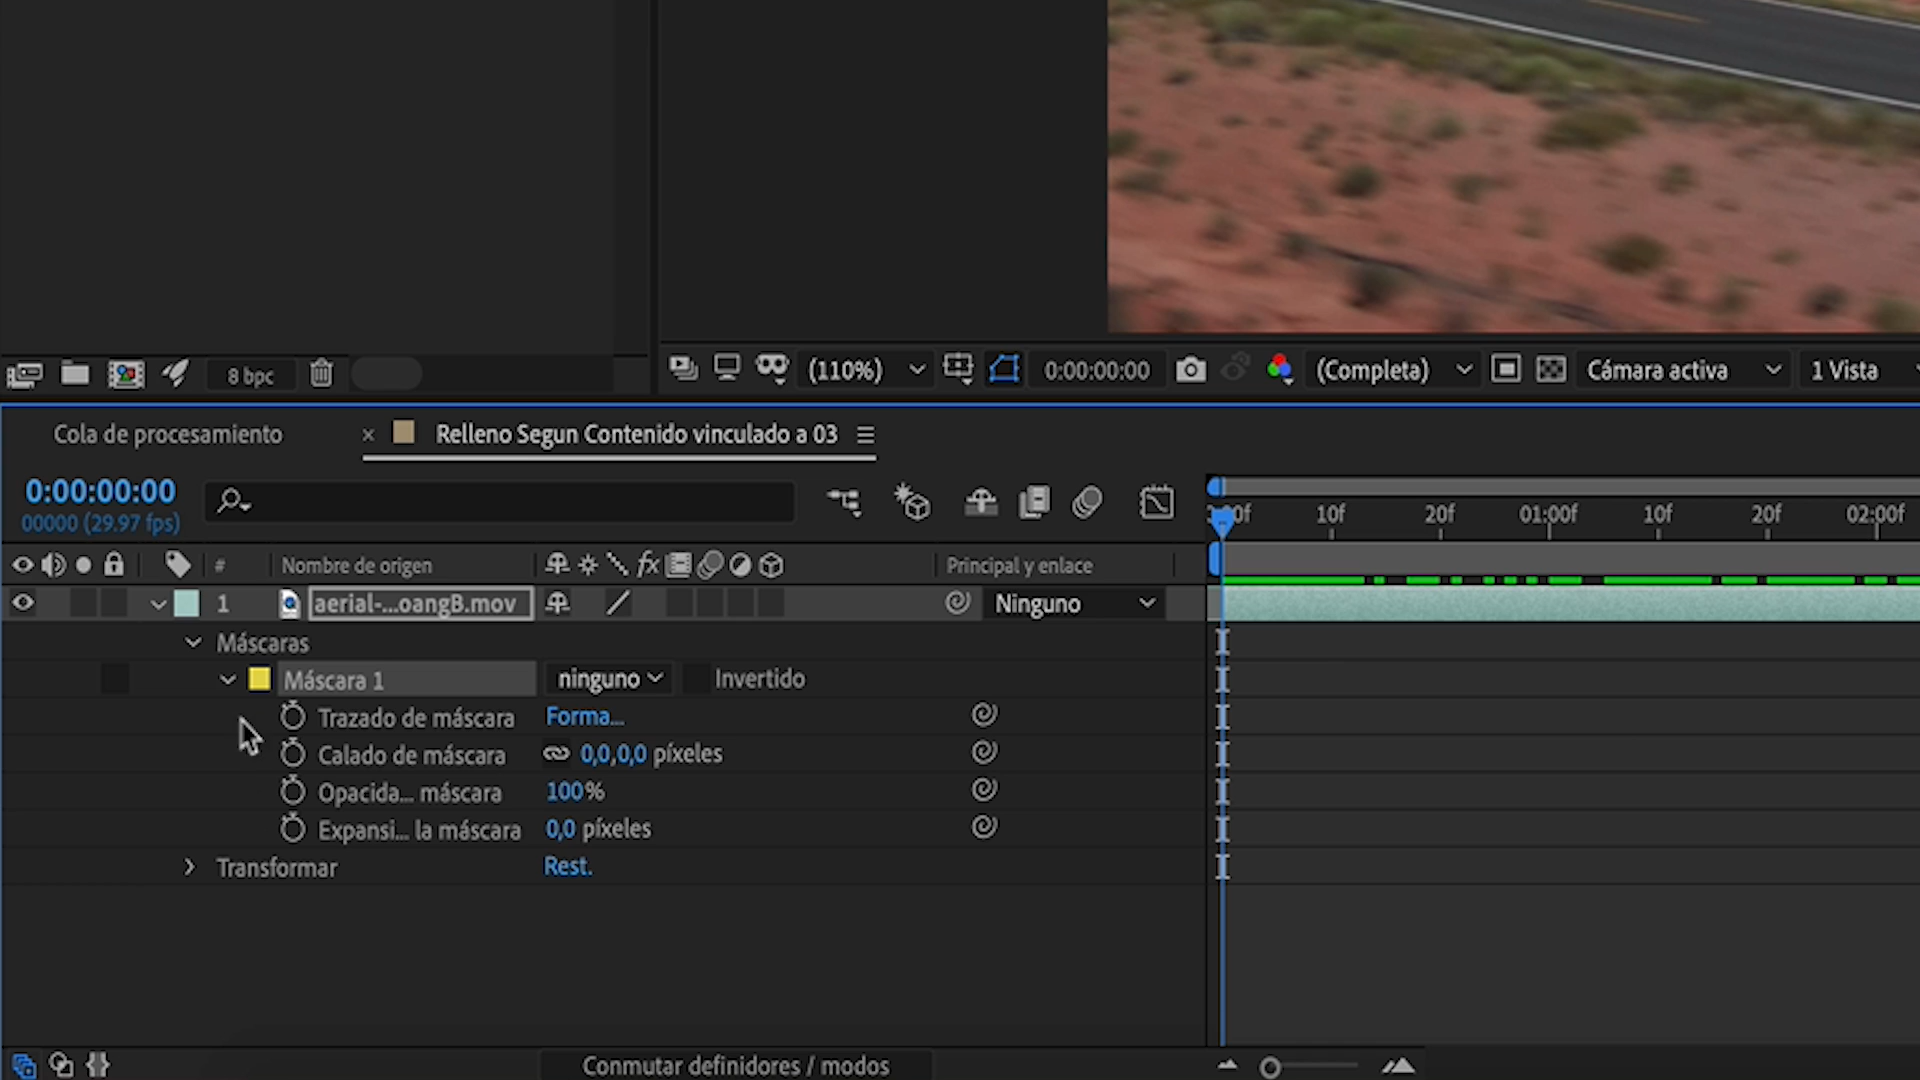 8 bpc
(110%)
0:00:00:00
(Completa)
Cámara activa
1 Vista
Cola de procesamiento
× Relleno Segun Contenido vinculado a 03
0:00:00:00
00000 (29.97 fps)
10f 20f 01:00f 10f 20f 02:00f
# Nombre de origen fx Principal y enlace
1 aerial-...oangB.mov Ninguno
Máscaras
Máscara 1 ninguno Invertido
Trazado de máscara Forma...
Calado de máscara 0,0,0,0 píxeles
Opacida... máscara 100%
Expansi... la máscara 0,0 píxeles
Transformar Rest.
Conmutar definidores / modos